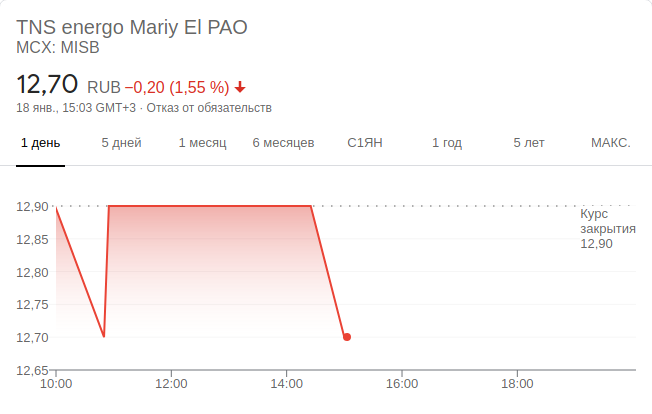 TNS energo Mariy El PAO
MCX: MISB
12,70 RUB −0,20 (1,55 %)
18 янв., 15:03 GMT+3 · Отказ от обязательств
1 день 5 дней 1 месяц 6 месяцев С1ЯН 1 год 5 лет МАКС.
12,90
Курс
закрытия
12,90
12,85
12,80
12,75
12,70
12,65
10:00 12:00 14:00 16:00 18:00